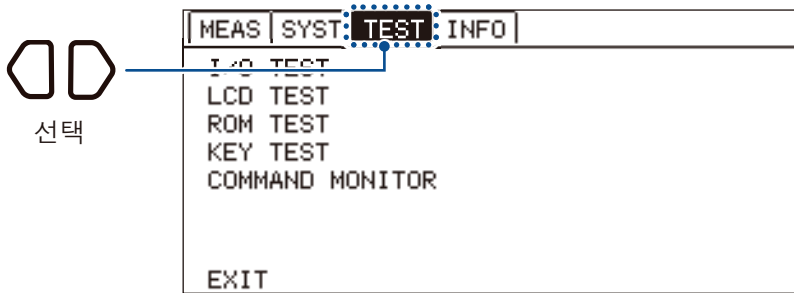 MEAS SYST TEST INFO
I/O TEST
LCD TEST
ROM TEST
KEY TEST
COMMAND MONITOR
EXIT
선택